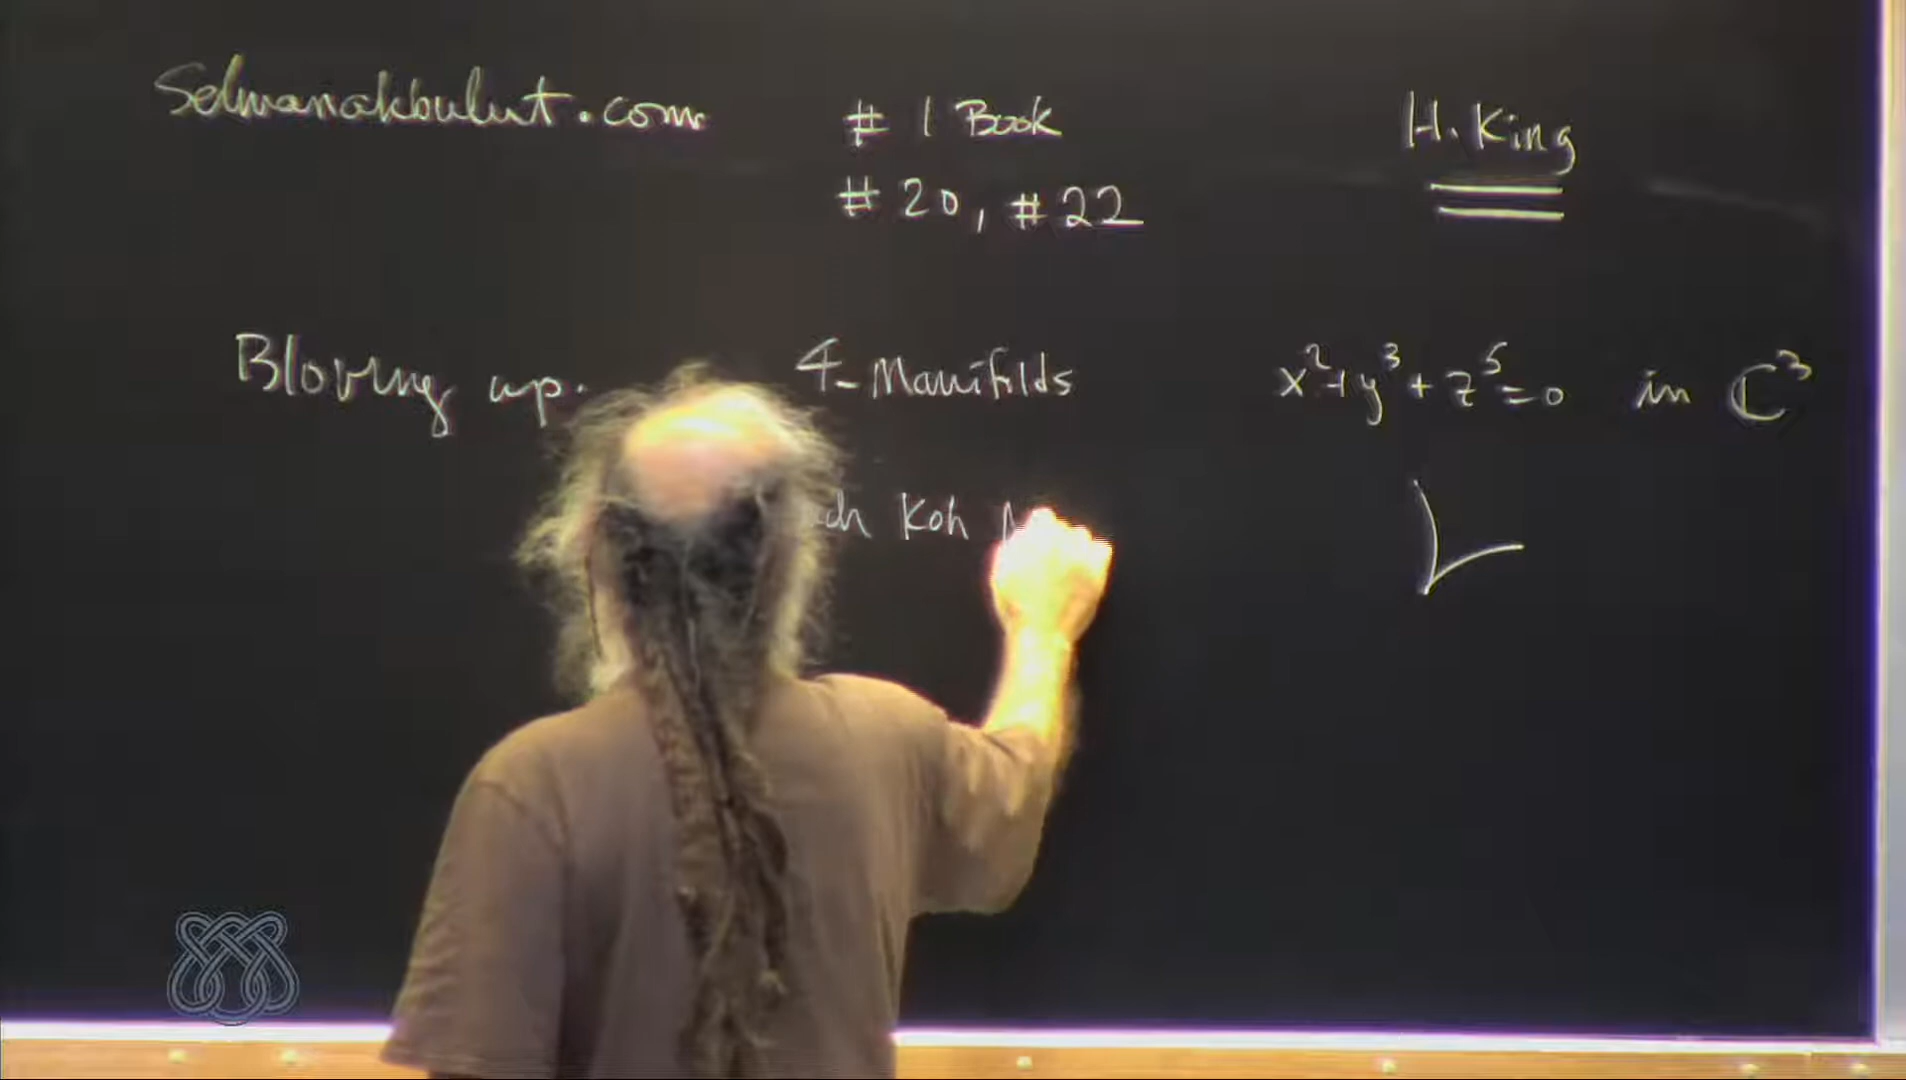 Selmanakbulut.com
# 1 Book
# 20, # 22
H. King
Blowing up.
4-Manifolds
x²+y³+z⁵=0 in ℂ³
Koh